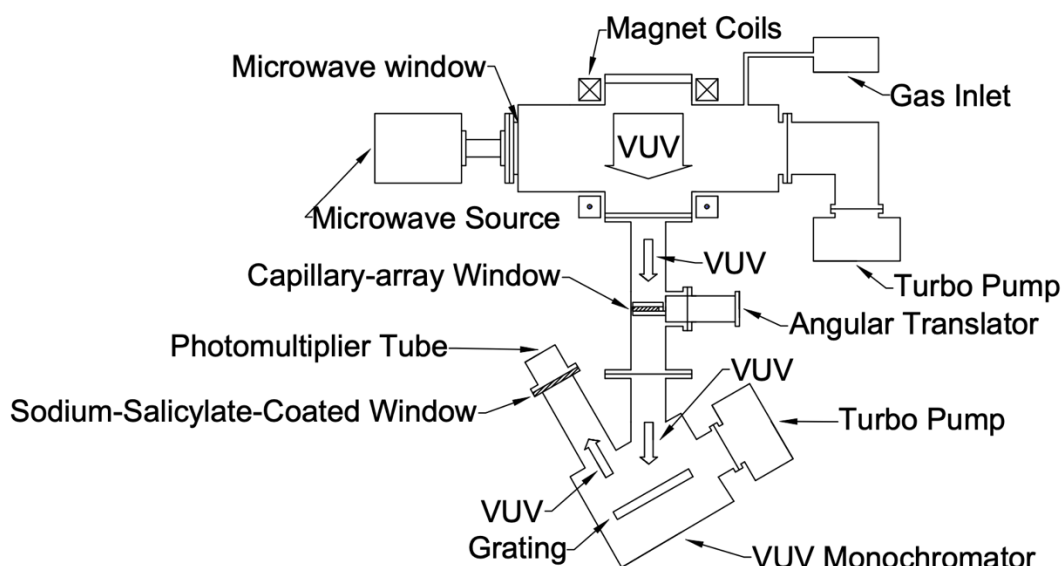 Magnet Coils
Microwave window
Gas Inlet
VUV
Microwave Source
VUV
Capillary-array Window
Turbo Pump
Angular Translator
Photomultiplier Tube
VUV
Sodium-Salicylate-Coated Window
Turbo Pump
VUV
Grating
VUV Monochromator